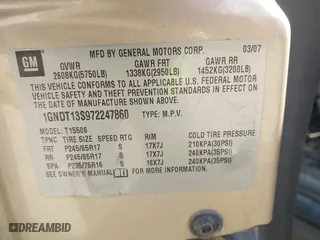 GM
MFD BY GENERAL MOTORS CORP. 03/07
GVWR GAWR FRT GAWR RR
2608KG(5750LB) 1338KG(2950LB) 1452KG(3200LB)
THIS VEHICLE CONFORMS TO ALL APPLICABLE U.S. FEDERAL MOTOR
VEHICLE SAFETY AND THEFT PREVENTION STANDARDS IN EFFECT ON
THE DATE OF MANUFACTURE SHOWN ABOVE.
1GNDT13S972247860 TYPE: M.P.V.
T15506
TPNC TIRE SIZE SPEED RTG RIM COLD TIRE PRESSURE
FRT P245/65R17 S 17X7J 210KPA(30PSI)
RR P245/65R17 S 17X7J 240KPA(35PSI)
SPA P235/75R16 S 16X7J 240KPA(35PSI)
SEE OWNER'S MANUAL FOR ADDITIONAL INFORMATION
DREAMBID